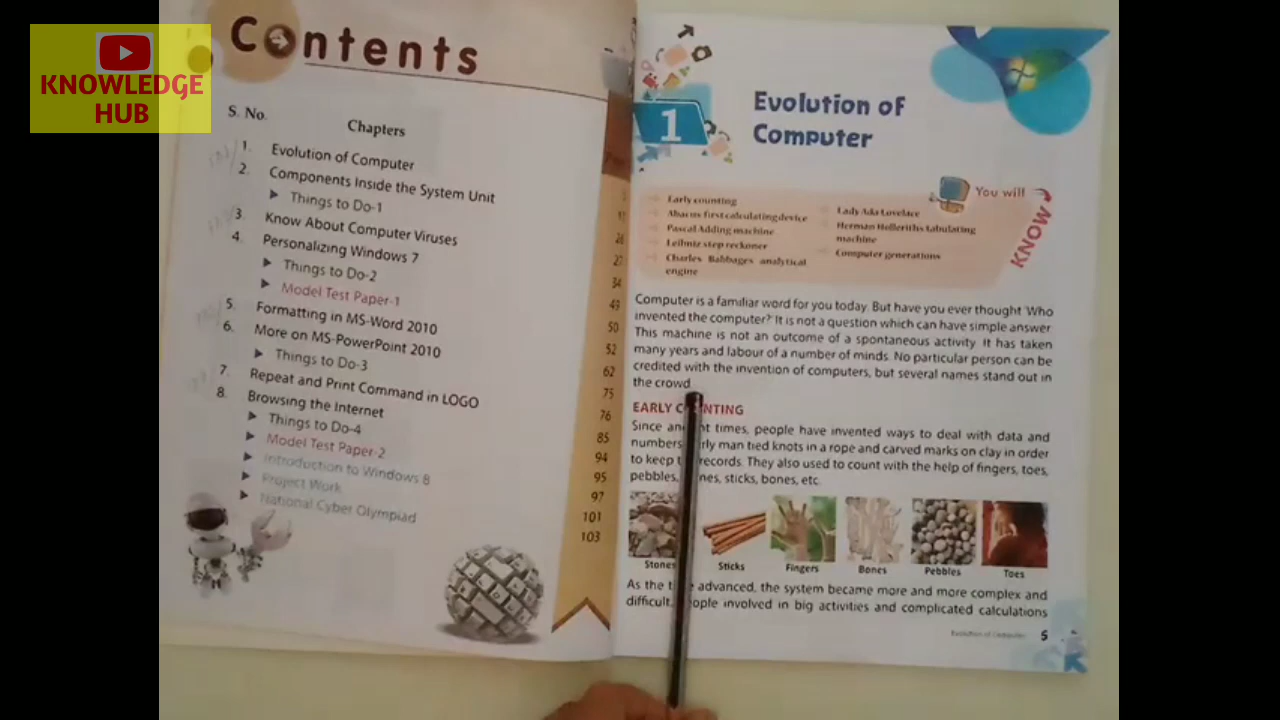 KNOWLEDGE
HUB
Contents
S. No.
Chapters
1. Evolution of Computer
2. Components Inside the System Unit
Things to Do-1
3. Know About Computer Viruses
4. Personalizing Windows 7
Things to Do-2
Model Test Paper-1
5. Formatting in MS-Word 2010
6. More on MS-PowerPoint 2010
Things to Do-3
7. Repeat and Print Command in LOGO
8. Browsing the Internet
Things to Do-4
Model Test Paper-2
Introduction to Windows 8
Project Work
National Cyber Olympiad
26
27
34
49
50
52
62
75
76
85
94
95
97
101
103
1
Evolution of
Computer
You will
KNOW
Early counting
Abacus first calculating device
Pascal Adding machine
Leibniz step reckoner
Charles Babbages analytical
engine
Lady Ada Lovelace
Herman Holleriths tabulating
machine
Computer generations
Computer is a familiar word for you today. But have you ever thought 'Who
invented the computer?' It is not a question which can have simple answer
This machine is not an outcome of a spontaneous activity. It has taken
many years and labour of a number of minds. No particular person can be
credited with the invention of computers, but several names stand out in
the crowd.
EARLY COUNTING
Since ancient times, people have invented ways to deal with data and
numbers. Early man tied knots in a rope and carved marks on clay in order
to keep records. They also used to count with the help of fingers, toes,
pebbles, stones, sticks, bones, etc.
Stones
Sticks
Fingers
Bones
Pebbles
Toes
As the time advanced, the system became more and more complex and
difficult. People involved in big activities and complicated calculations
Evolution of Computer 5